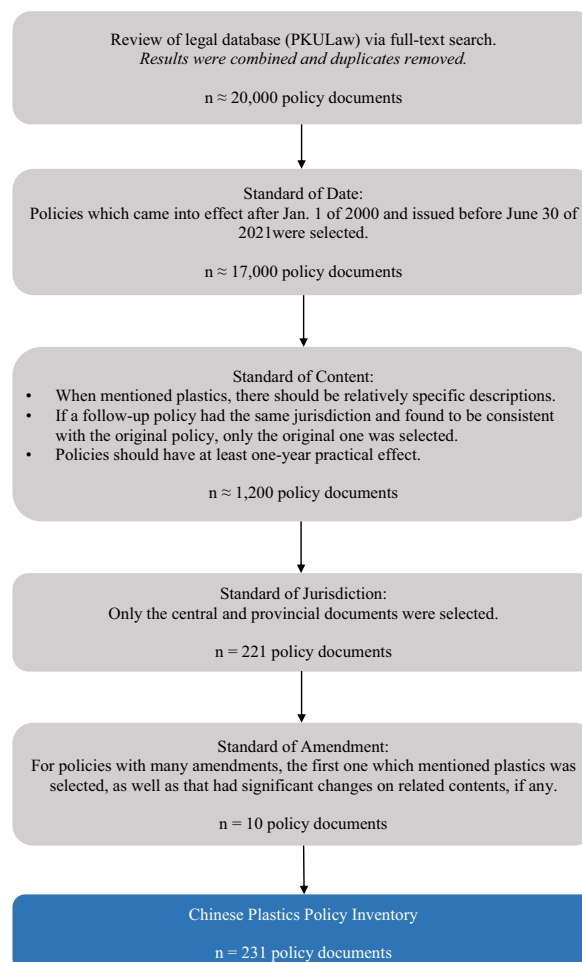 Review of legal database (PKULaw) via full-text search.
Results were combined and duplicates removed.
n ≈ 20,000 policy documents
Standard of Date:
Policies which came into effect after Jan. 1 of 2000 and issued before June 30 of
2021were selected.
n ≈ 17,000 policy documents
Standard of Content:
• When mentioned plastics, there should be relatively specific descriptions.
• If a follow-up policy had the same jurisdiction and found to be consistent
with the original policy, only the original one was selected.
• Policies should have at least one-year practical effect.
n ≈ 1,200 policy documents
Standard of Jurisdiction:
Only the central and provincial documents were selected.
n = 221 policy documents
Standard of Amendment:
For policies with many amendments, the first one which mentioned plastics was
selected, as well as that had significant changes on related contents, if any.
n = 10 policy documents
Chinese Plastics Policy Inventory
n = 231 policy documents